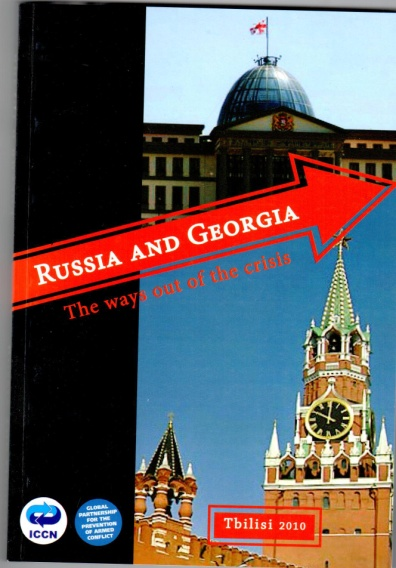 RUSSIA AND GEORGIA
The ways out of the crisis
ICCN
GLOBAL
PARTNERSHIP
FOR THE
PREVENTION
OF ARMED
CONFLICT
Tbilisi 2010